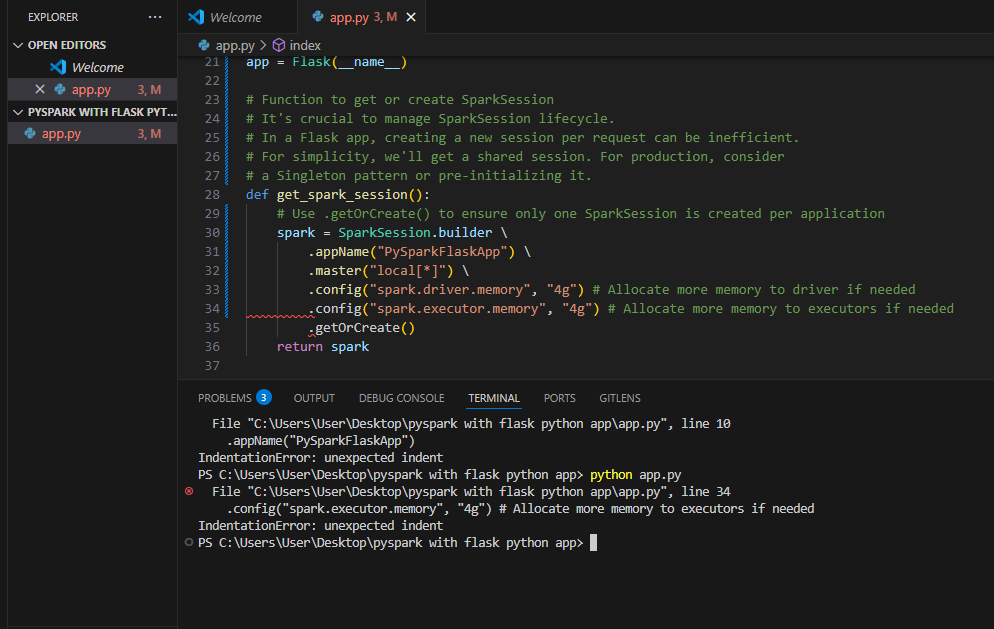 EXPLORER
···
OPEN EDITORS
Welcome
app.py 3, M
PYSPARK WITH FLASK PYT...
app.py 3, M
Welcome
app.py 3, M
app.py > index
21 app = Flask(__name__)
22
23 # Function to get or create SparkSession
24 # It's crucial to manage SparkSession lifecycle.
25 # In a Flask app, creating a new session per request can be inefficient.
26 # For simplicity, we'll get a shared session. For production, consider
27 # a Singleton pattern or pre-initializing it.
28 def get_spark_session():
29     # Use .getOrCreate() to ensure only one SparkSession is created per application
30     spark = SparkSession.builder \
31         .appName("PySparkFlaskApp") \
32         .master("local[*]") \
33         .config("spark.driver.memory", "4g") # Allocate more memory to driver if needed
34         .config("spark.executor.memory", "4g") # Allocate more memory to executors if needed
35         .getOrCreate()
36     return spark
37
PROBLEMS 3 OUTPUT DEBUG CONSOLE TERMINAL PORTS GITLENS
  File "C:\Users\User\Desktop\pyspark with flask python app\app.py", line 10
    .appName("PySparkFlaskApp")
IndentationError: unexpected indent
PS C:\Users\User\Desktop\pyspark with flask python app> python app.py
  File "C:\Users\User\Desktop\pyspark with flask python app\app.py", line 34
    .config("spark.executor.memory", "4g") # Allocate more memory to executors if needed
IndentationError: unexpected indent
PS C:\Users\User\Desktop\pyspark with flask python app>